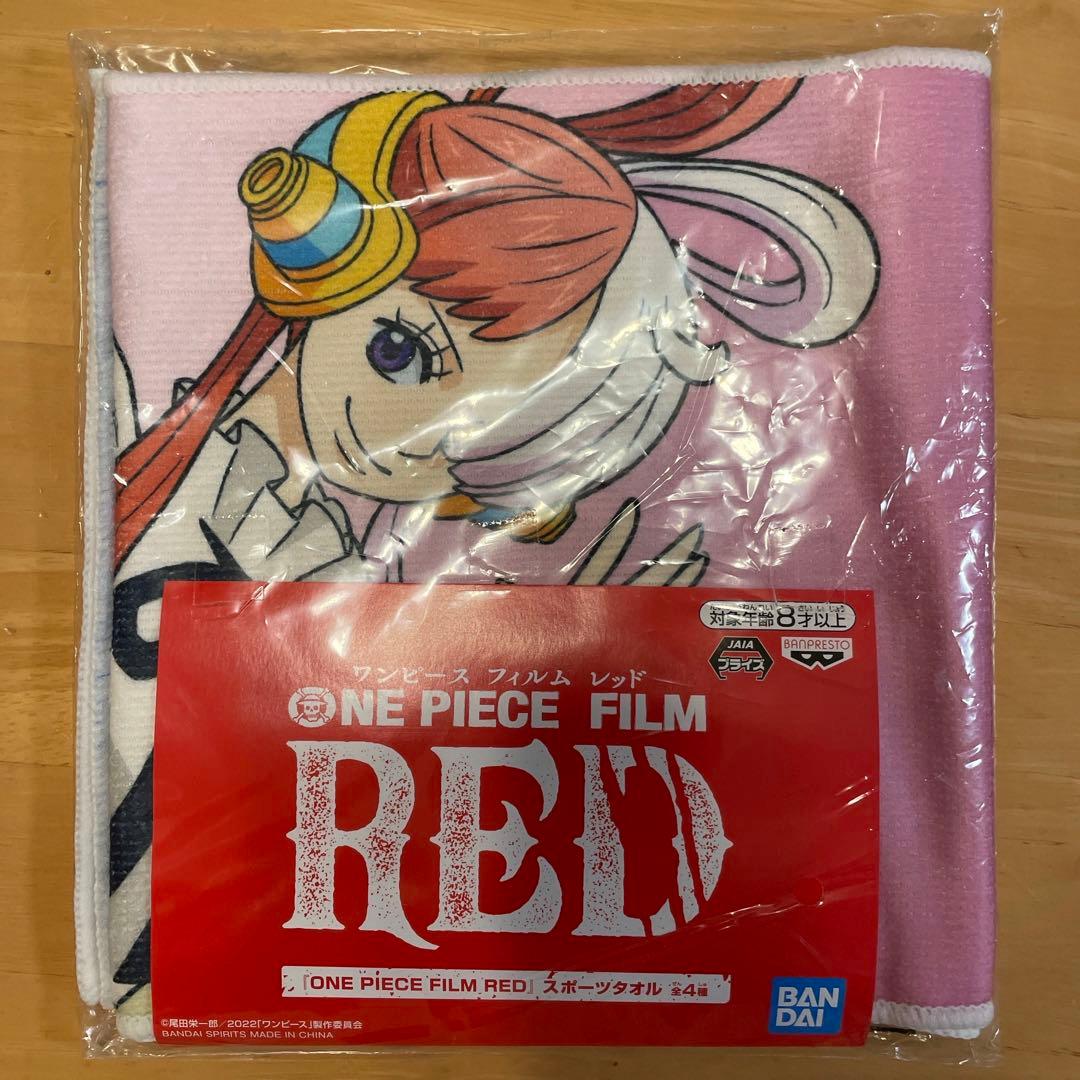 対象年齢8才以上
JAIA
プライズ
BANPRESTO
ワンピース フィルム レッド
ONE PIECE FILM
RED
『ONE PIECE FILM RED』スポーツタオル 全4種
BAN
DAI
©尾田栄一郎／2022「ワンピース」製作委員会
BANDAI SPIRITS MADE IN CHINA